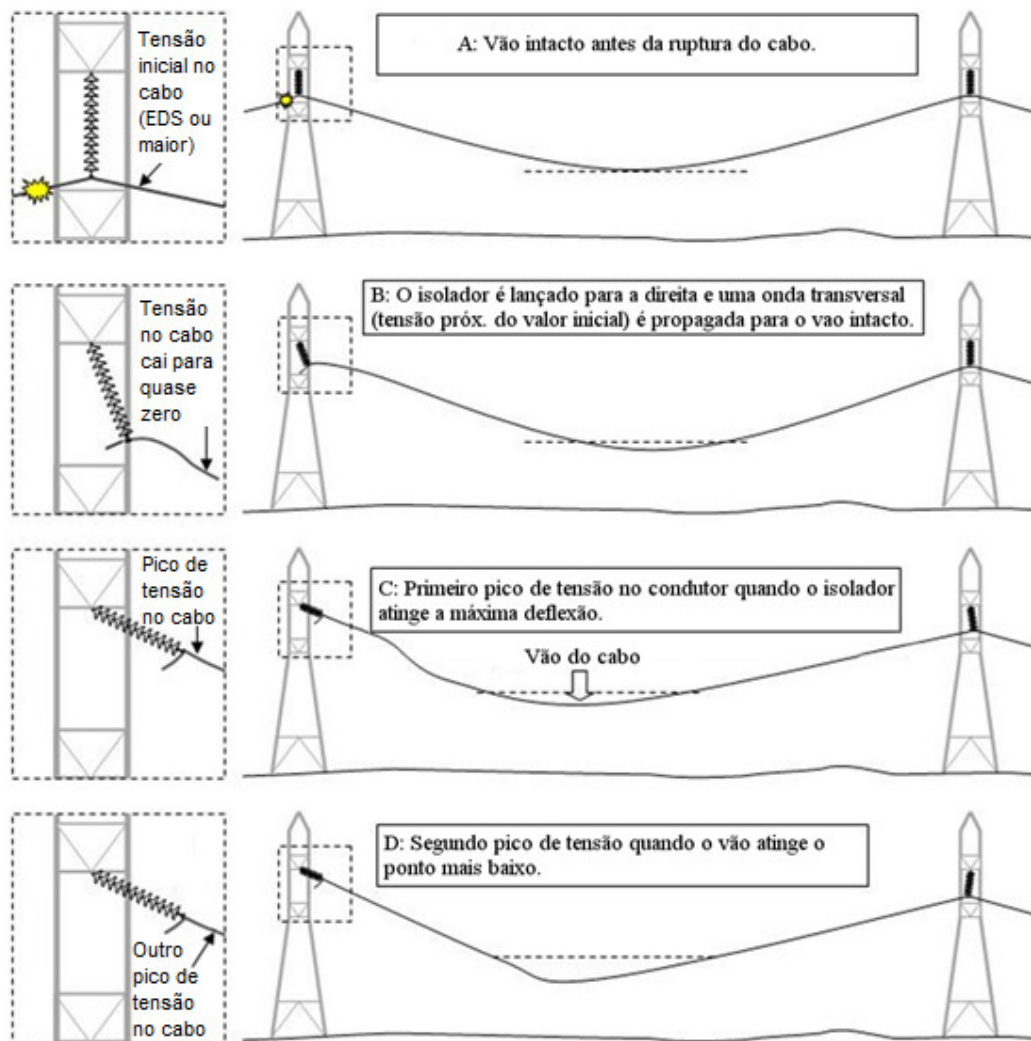 Tensão
inicial no
cabo
(EDS ou
maior)
A: Vão intacto antes da ruptura do cabo.
Tensão
no cabo
cai para
quase
zero
B: O isolador é lançado para a direita e uma onda transversal
(tensão próx. do valor inicial) é propagada para o vao intacto.
Pico de
tensão
no cabo
C: Primeiro pico de tensão no condutor quando o isolador
atinge a máxima deflexão.
Vão do cabo
D: Segundo pico de tensão quando o vão atinge o
ponto mais baixo.
Outro
pico de
tensão
no cabo